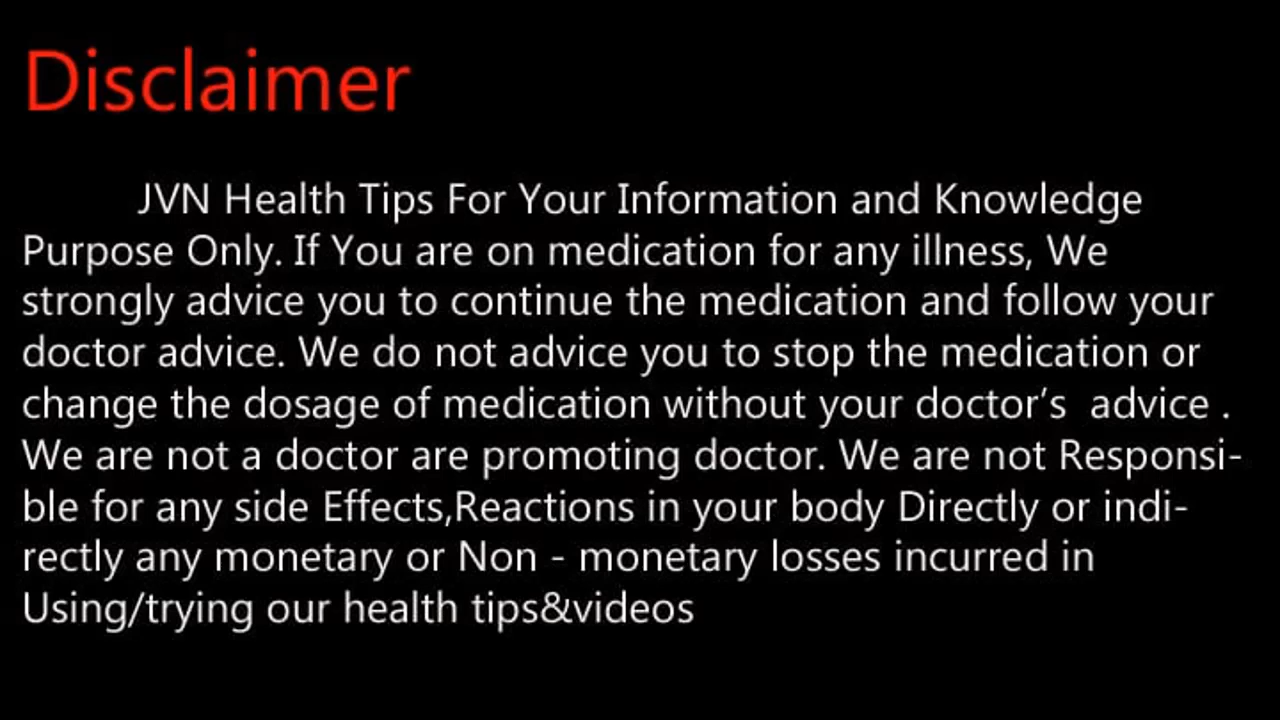 Disclaimer
JVN Health Tips For Your Information and Knowledge
Purpose Only. If You are on medication for any illness, We
strongly advice you to continue the medication and follow your
doctor advice. We do not advice you to stop the medication or
change the dosage of medication without your doctor’s  advice .
We are not a doctor are promoting doctor. We are not Responsi-
ble for any side Effects,Reactions in your body Directly or indi-
rectly any monetary or Non - monetary losses incurred in
Using/trying our health tips&videos